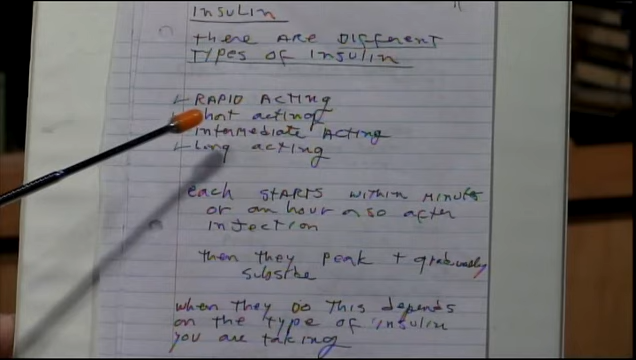 INSULIN
there ARE DIFFERENT
TYPES OF INSULIN
RAPID ACTING
Short acting
Intermediate ACTING
Long acting
each STARTS within MINUTES
or an hour or so after
INJECTION
then they peak + gradually
subside
when they DO This depends
on the type of insulin
you are taking